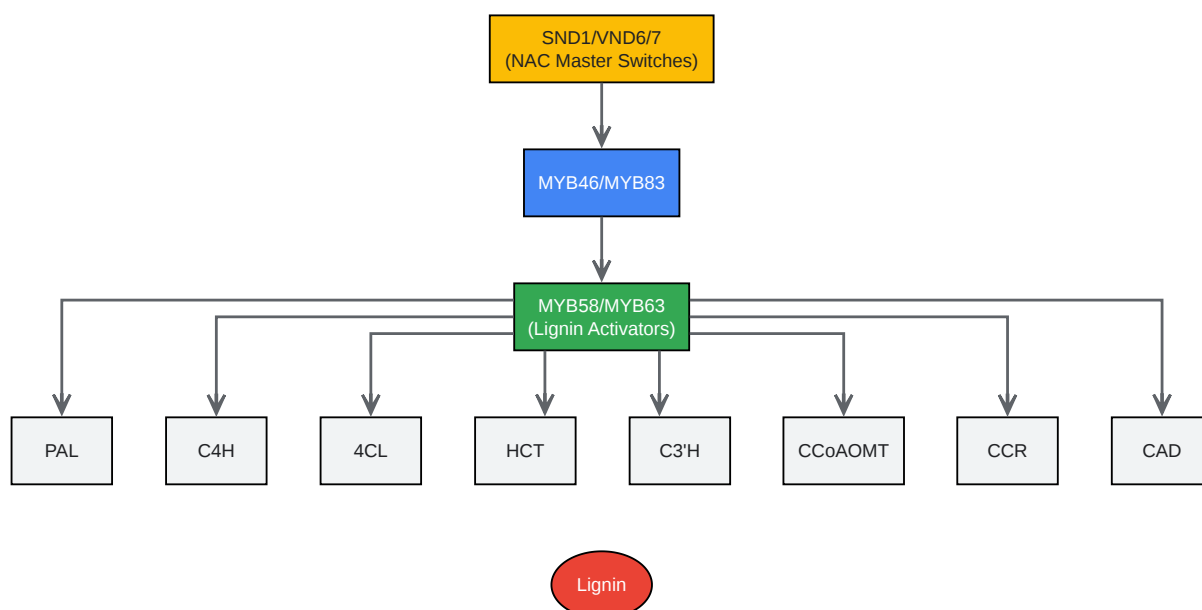 SND1/VND6/7
(NAC Master Switches)
MYB46/MYB83
MYB58/MYB63
(Lignin Activators)
PAL
C4H
4CL
HCT
C3'H
CCoAOMT
CCR
CAD
Lignin